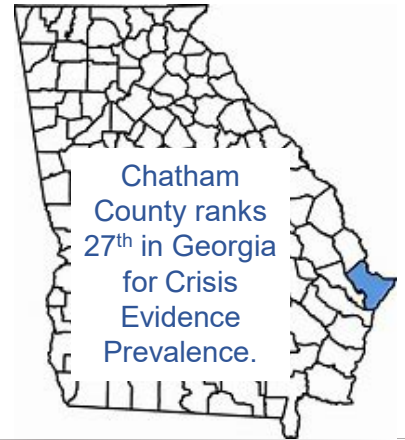 Chatham
County ranks
27th in Georgia
for Crisis
Evidence
Prevalence.